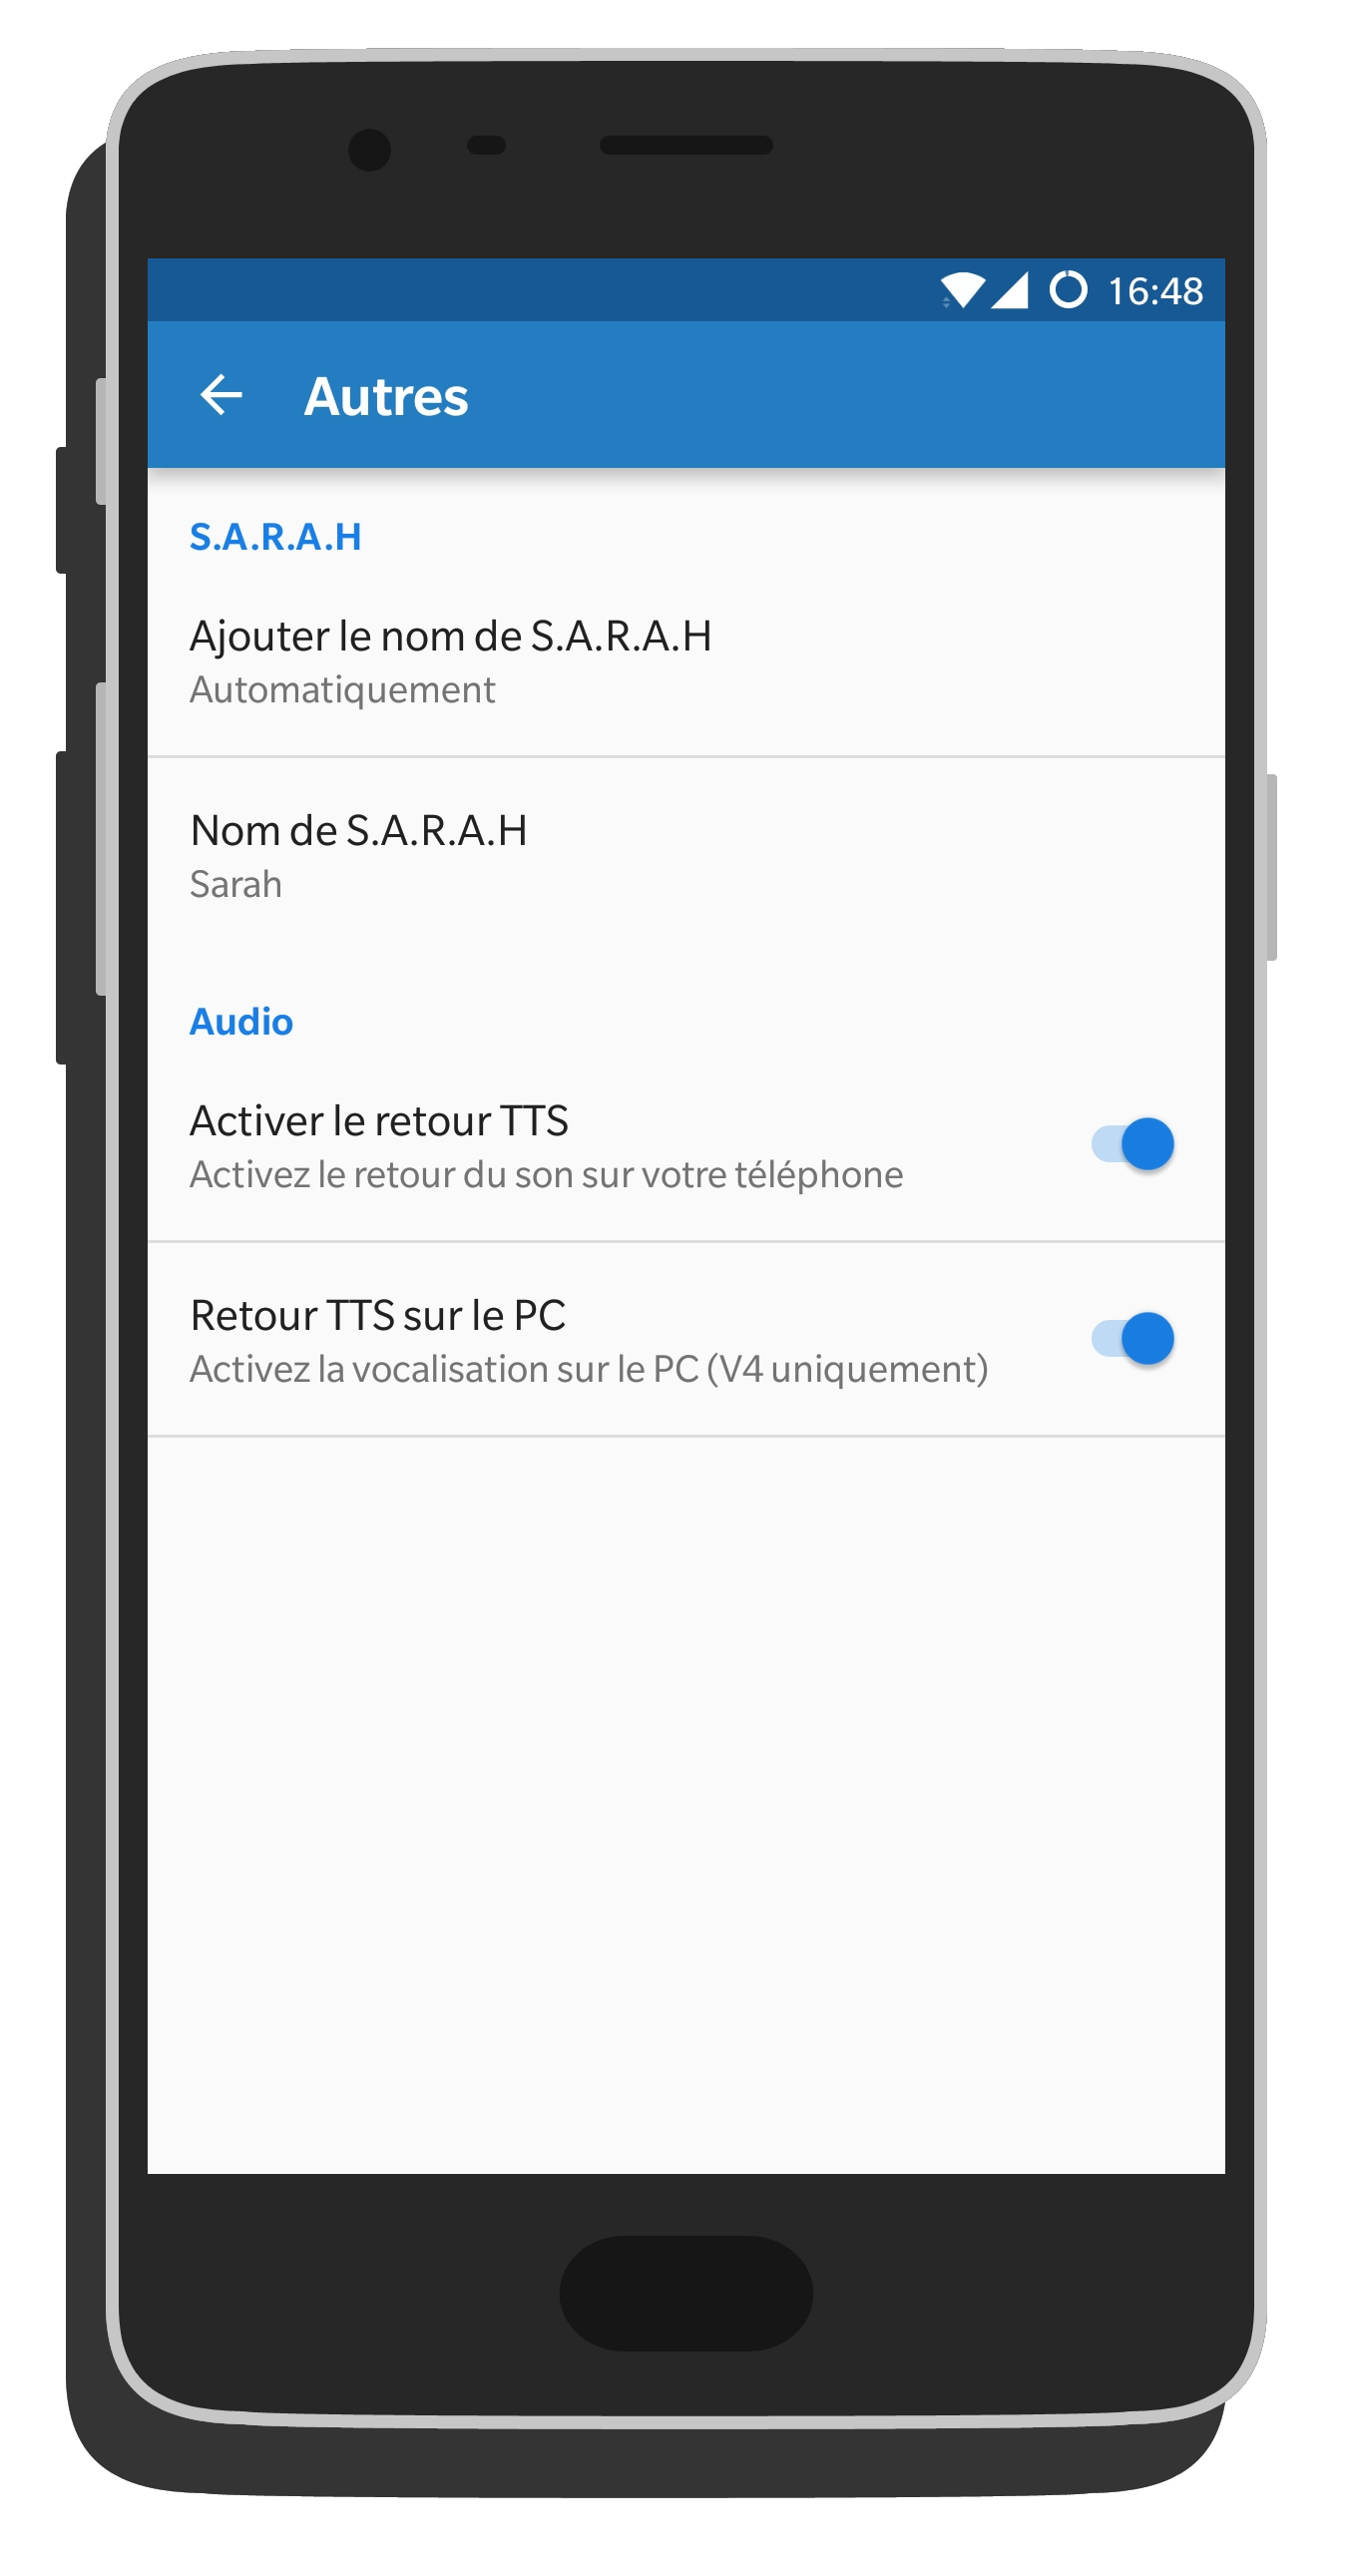 16:48
Autres
S.A.R.A.H
Ajouter le nom de S.A.R.A.H
Automatiquement
Nom de S.A.R.A.H
Sarah
Audio
Activer le retour TTS
Activez le retour du son sur votre téléphone
Retour TTS sur le PC
Activez la vocalisation sur le PC (V4 uniquement)